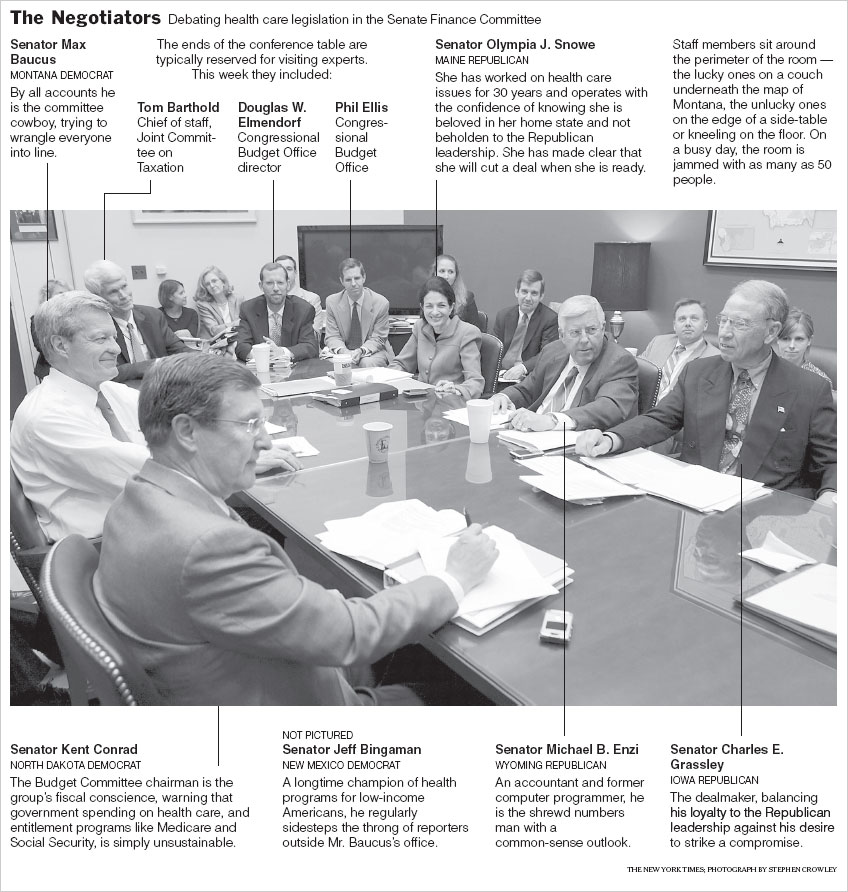 The Negotiators Debating health care legislation in the Senate Finance Committee
Senator Max
Baucus
MONTANA DEMOCRAT
By all accounts he
is the committee
cowboy, trying to
wrangle everyone
into line.
The ends of the conference table are
typically reserved for visiting experts.
This week they included:
Tom Barthold
Chief of staff,
Joint Commit-
tee on
Taxation
Douglas W.
Elmendorf
Congressional
Budget Office
director
Phil Ellis
Congres-
sional
Budget
Office
Senator Olympia J. Snowe
MAINE REPUBLICAN
She has worked on health care
issues for 30 years and operates with
the confidence of knowing she is
beloved in her home state and not
beholden to the Republican
leadership. She has made clear that
she will cut a deal when she is ready.
Staff members sit around
the perimeter of the room —
the lucky ones on a couch
underneath the map of
Montana, the unlucky ones
on the edge of a side-table
or kneeling on the floor. On
a busy day, the room is
jammed with as many as 50
people.
Senator Kent Conrad
NORTH DAKOTA DEMOCRAT
The Budget Committee chairman is the
group's fiscal conscience, warning that
government spending on health care, and
entitlement programs like Medicare and
Social Security, is simply unsustainable.
NOT PICTURED
Senator Jeff Bingaman
NEW MEXICO DEMOCRAT
A longtime champion of health
programs for low-income
Americans, he regularly
sidesteps the throng of reporters
outside Mr. Baucus's office.
Senator Michael B. Enzi
WYOMING REPUBLICAN
An accountant and former
computer programmer, he
is the shrewd numbers
man with a
common-sense outlook.
Senator Charles E.
Grassley
IOWA REPUBLICAN
The dealmaker, balancing
his loyalty to the Republican
leadership against his desire
to strike a compromise.
THE NEW YORK TIMES; PHOTOGRAPH BY STEPHEN CROWLEY